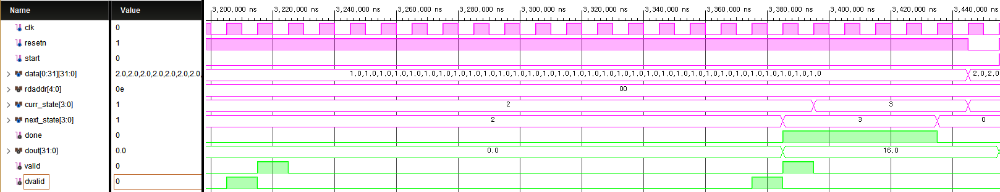 Name Value 3,200,000 ns 3,220,000 ns 3,240,000 ns 3,260,000 ns 3,280,000 ns 3,300,000 ns 3,320,000 ns 3,340,000 ns 3,360,000 ns 3,380,000 ns 3,400,000 ns 3,420,000 ns 3,440,000 ns
clk 0
resetn 1
start 0
data[0:31][31:0] 2.0,2.0,2.0,2.0,2.0,2.0,2.0, 1.0,1.0,1.0,1.0,1.0,1.0,1.0,1.0,1.0,1.0,1.0,1.0,1.0,1.0,1.0,1.0,1.0,1.0,1.0,1.0,1.0,1.0,1.0,1.0,1.0,1.0,1.0,1.0,1.0,1.0,1.0,1.0 2.0,2.0
rdaddr[4:0] 0e 00
curr_state[3:0] 1 2 3
next_state[3:0] 1 2 3 0
done 0
dout[31:0] 0.0 0.0 16.0
valid 0
dvalid 0